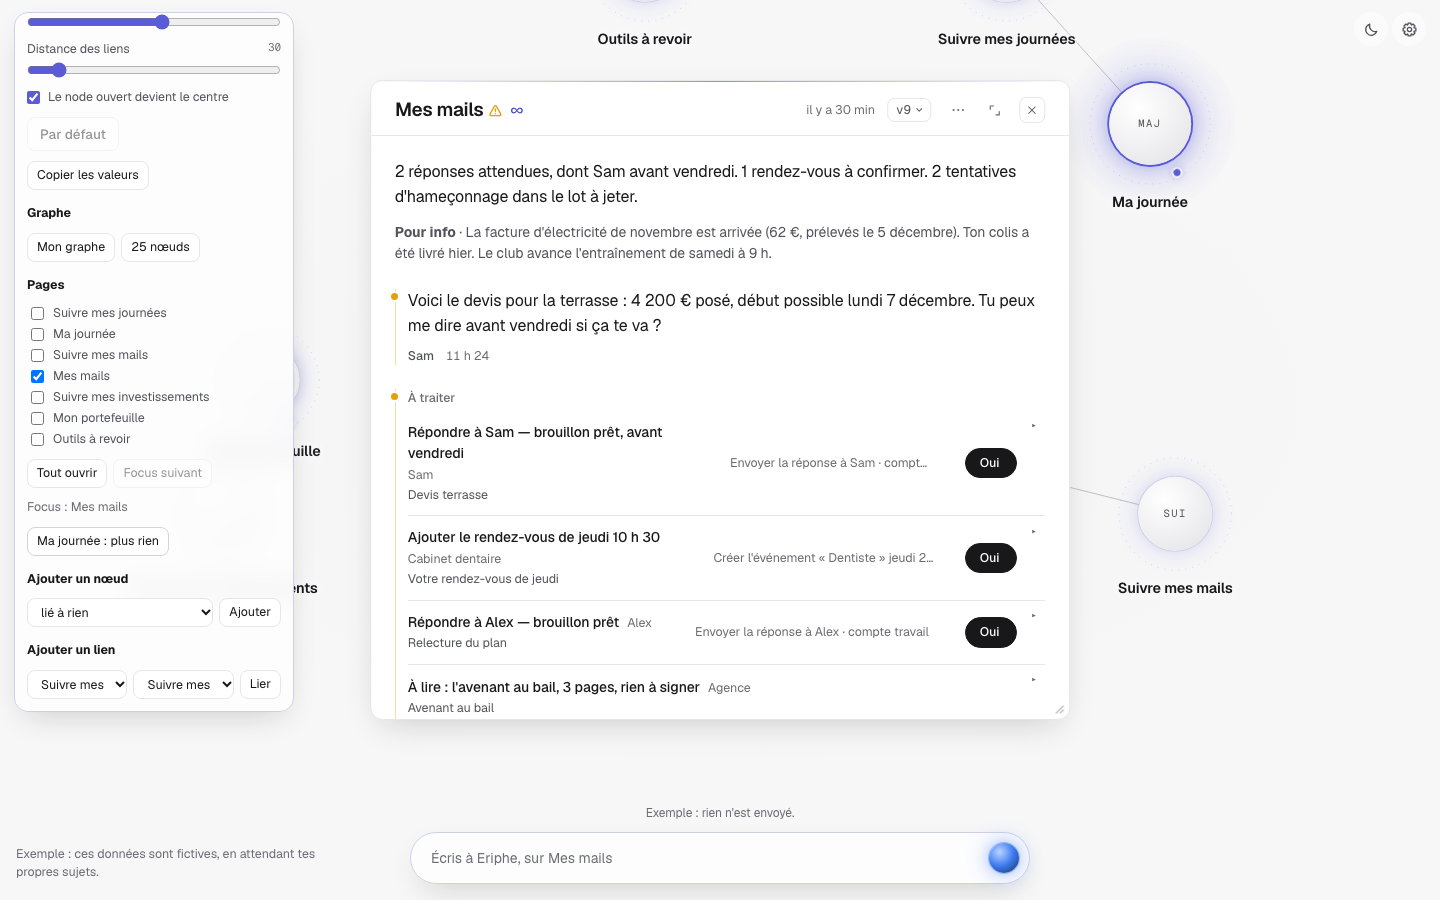 Distance des liens 30
Le node ouvert devient le centre
Par défaut
Copier les valeurs
Graphe
Mon graphe 25 nœuds
Pages
Suivre mes journées
Ma journée
Suivre mes mails
Mes mails
Suivre mes investissements
Mon portefeuille
Outils à revoir
Tout ouvrir Focus suivant
Focus : Mes mails
Ma journée : plus rien
Ajouter un nœud
lié à rien Ajouter
Ajouter un lien
Suivre mes Suivre mes Lier
uille
ents
Outils à revoir
Suivre mes journées
Mes mails il y a 30 min v9
2 réponses attendues, dont Sam avant vendredi. 1 rendez-vous à confirmer. 2 tentatives
d'hameçonnage dans le lot à jeter.
Pour info · La facture d'électricité de novembre est arrivée (62 €, prélevés le 5 décembre). Ton colis a
été livré hier. Le club avance l'entraînement de samedi à 9 h.
Voici le devis pour la terrasse : 4 200 € posé, début possible lundi 7 décembre. Tu peux
me dire avant vendredi si ça te va ?
Sam 11 h 24
À traiter
Répondre à Sam — brouillon prêt, avant
vendredi
Sam
Devis terrasse
Envoyer la réponse à Sam · compt… Oui
Ajouter le rendez-vous de jeudi 10 h 30
Cabinet dentaire
Votre rendez-vous de jeudi
Créer l'événement « Dentiste » jeudi 2… Oui
Répondre à Alex — brouillon prêt Alex
Relecture du plan
Envoyer la réponse à Alex · compte travail Oui
À lire : l'avenant au bail, 3 pages, rien à signer Agence
Avenant au bail
MAJ
Ma journée
SUI
Suivre mes mails
Exemple : rien n'est envoyé.
Écris à Eriphe, sur Mes mails
Exemple : ces données sont fictives, en attendant tes
propres sujets.